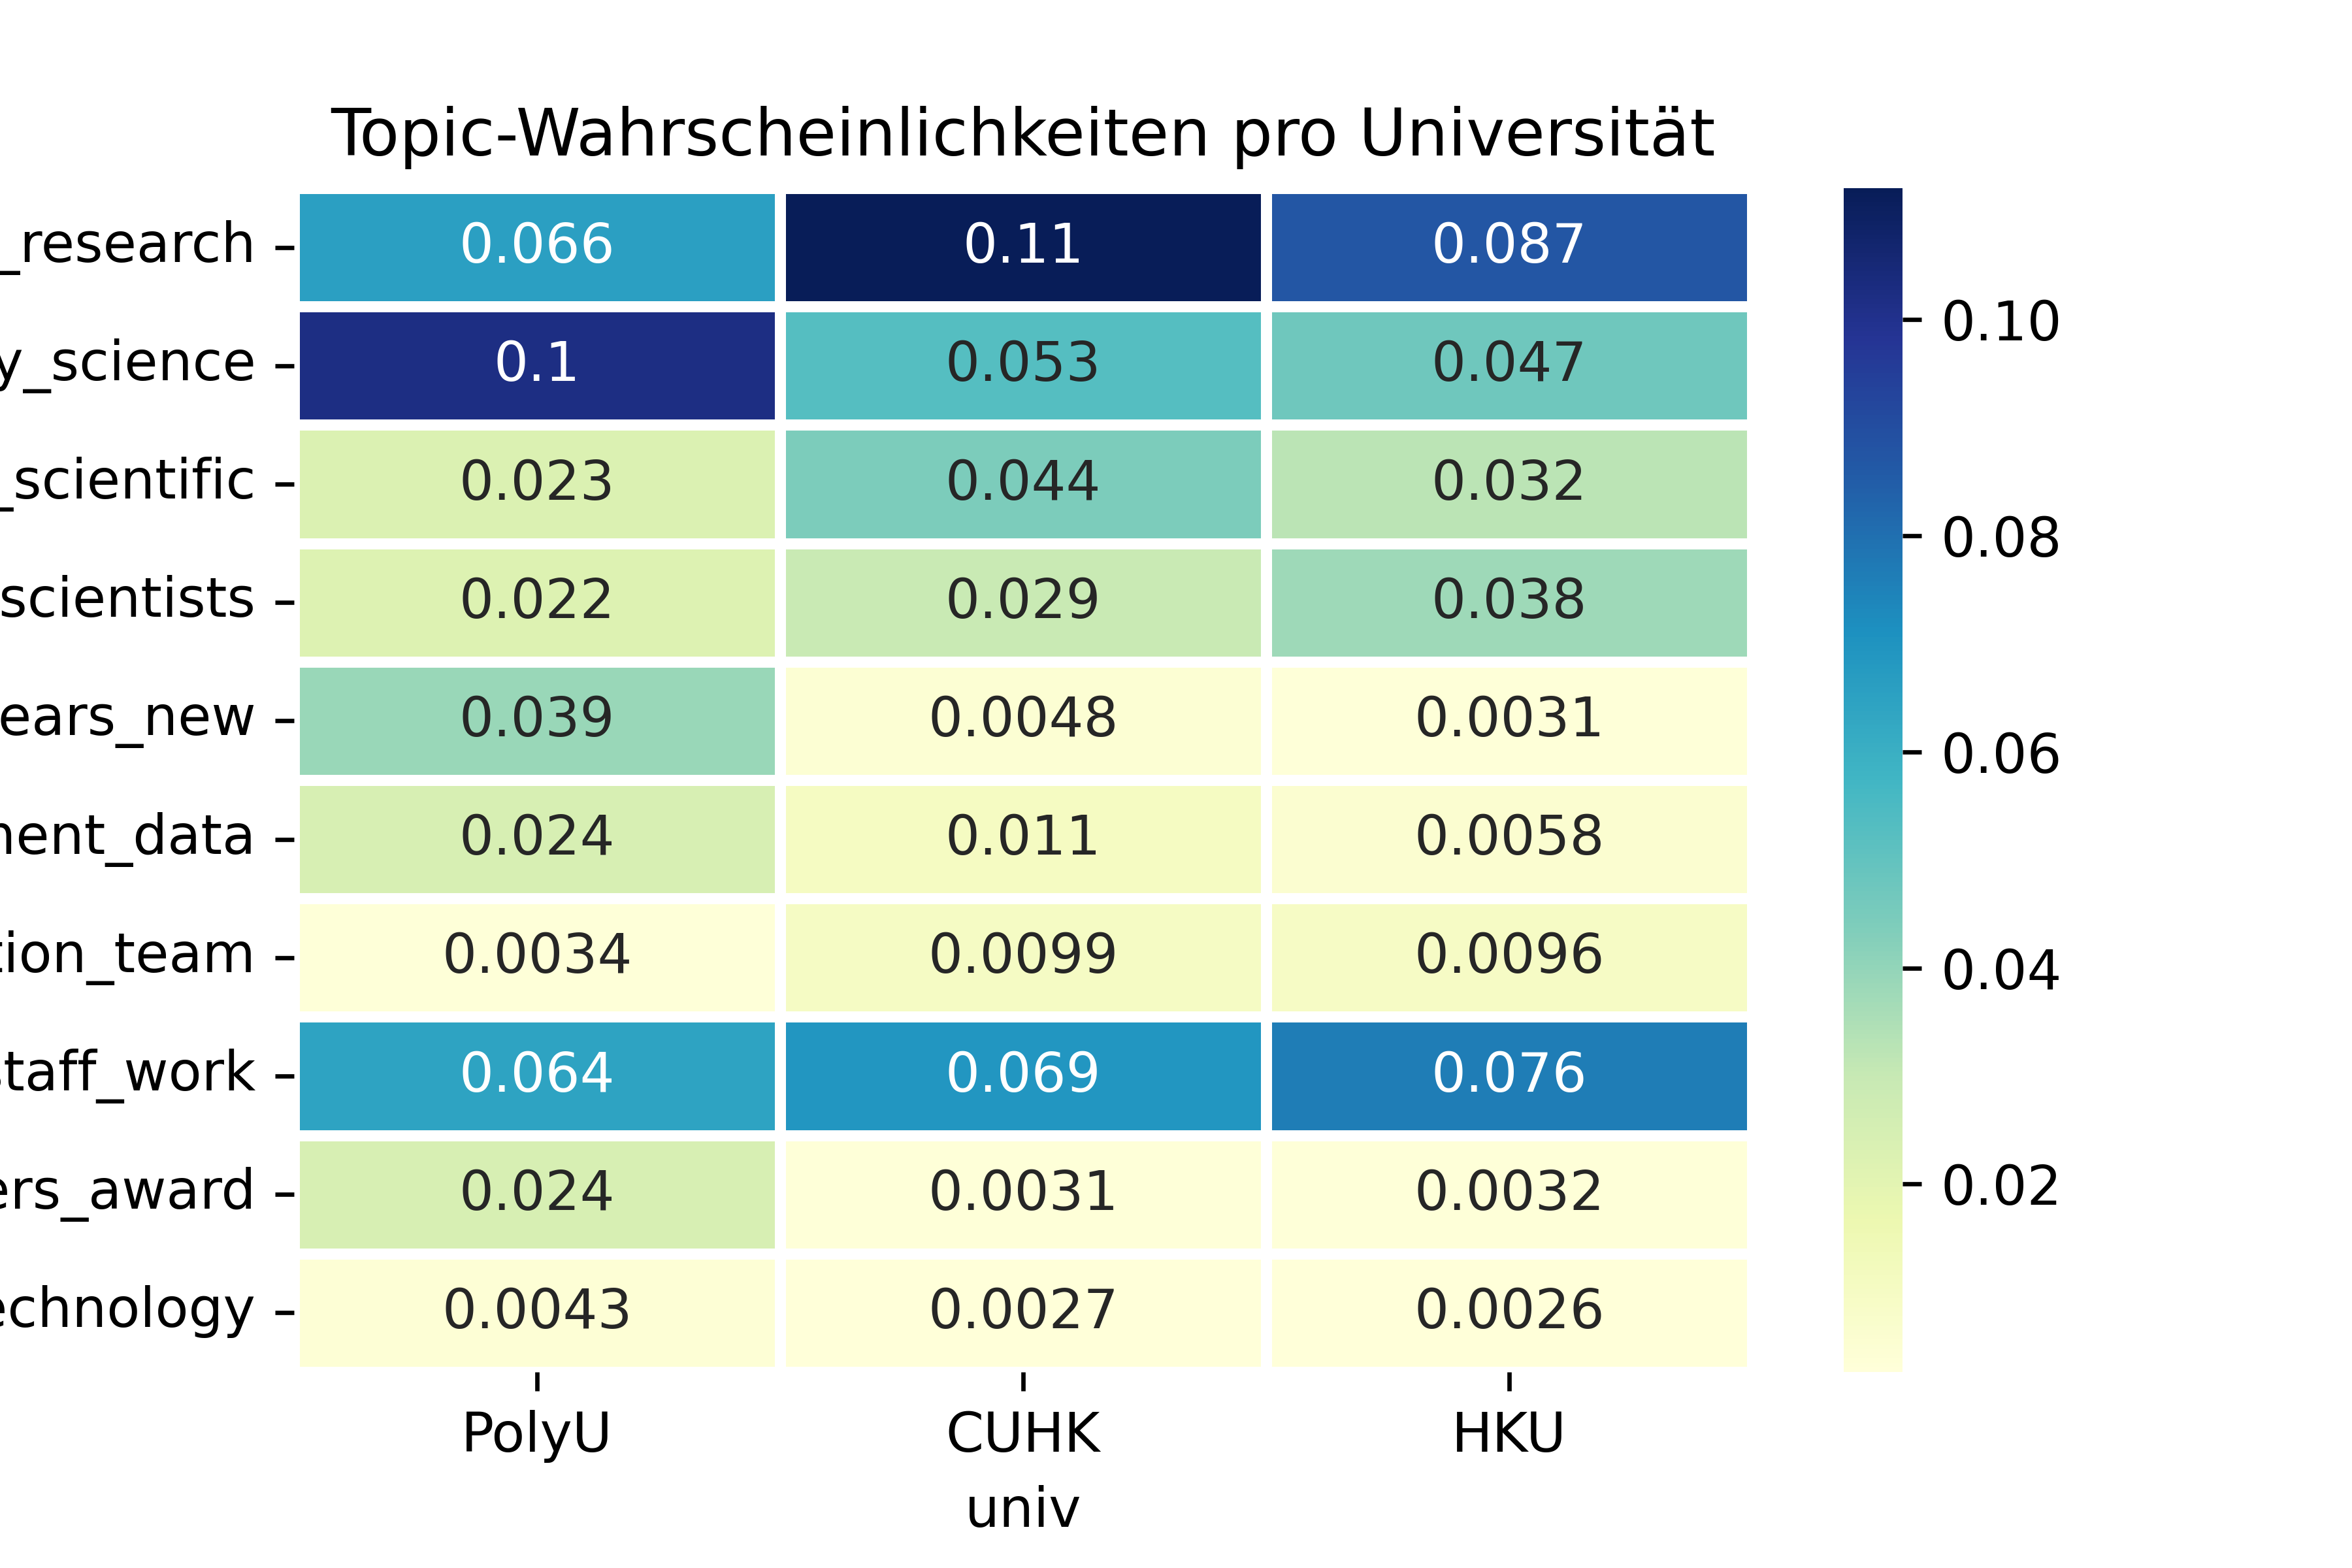 Topic-Wahrscheinlichkeiten pro Universität
_research 0.066 0.11 0.087
0.10
y_science 0.1 0.053 0.047
_scientific 0.023 0.044 0.032
0.08
scientists 0.022 0.029 0.038
ears_new 0.039 0.0048 0.0031
0.06
ment_data 0.024 0.011 0.0058
tion_team 0.0034 0.0099 0.0096
0.04
staff_work 0.064 0.069 0.076
ers_award 0.024 0.0031 0.0032
0.02
echnology 0.0043 0.0027 0.0026
PolyU CUHK HKU
univ